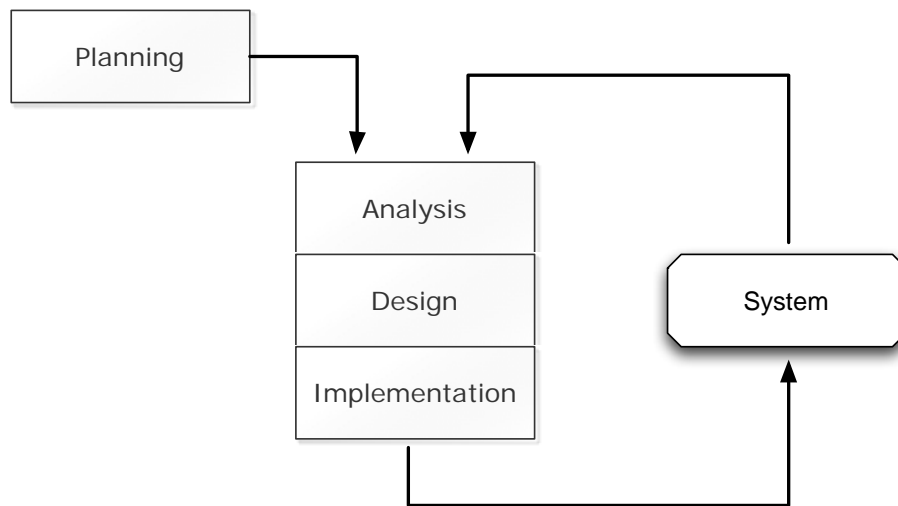 Planning
Analysis
Design
System
Implementation